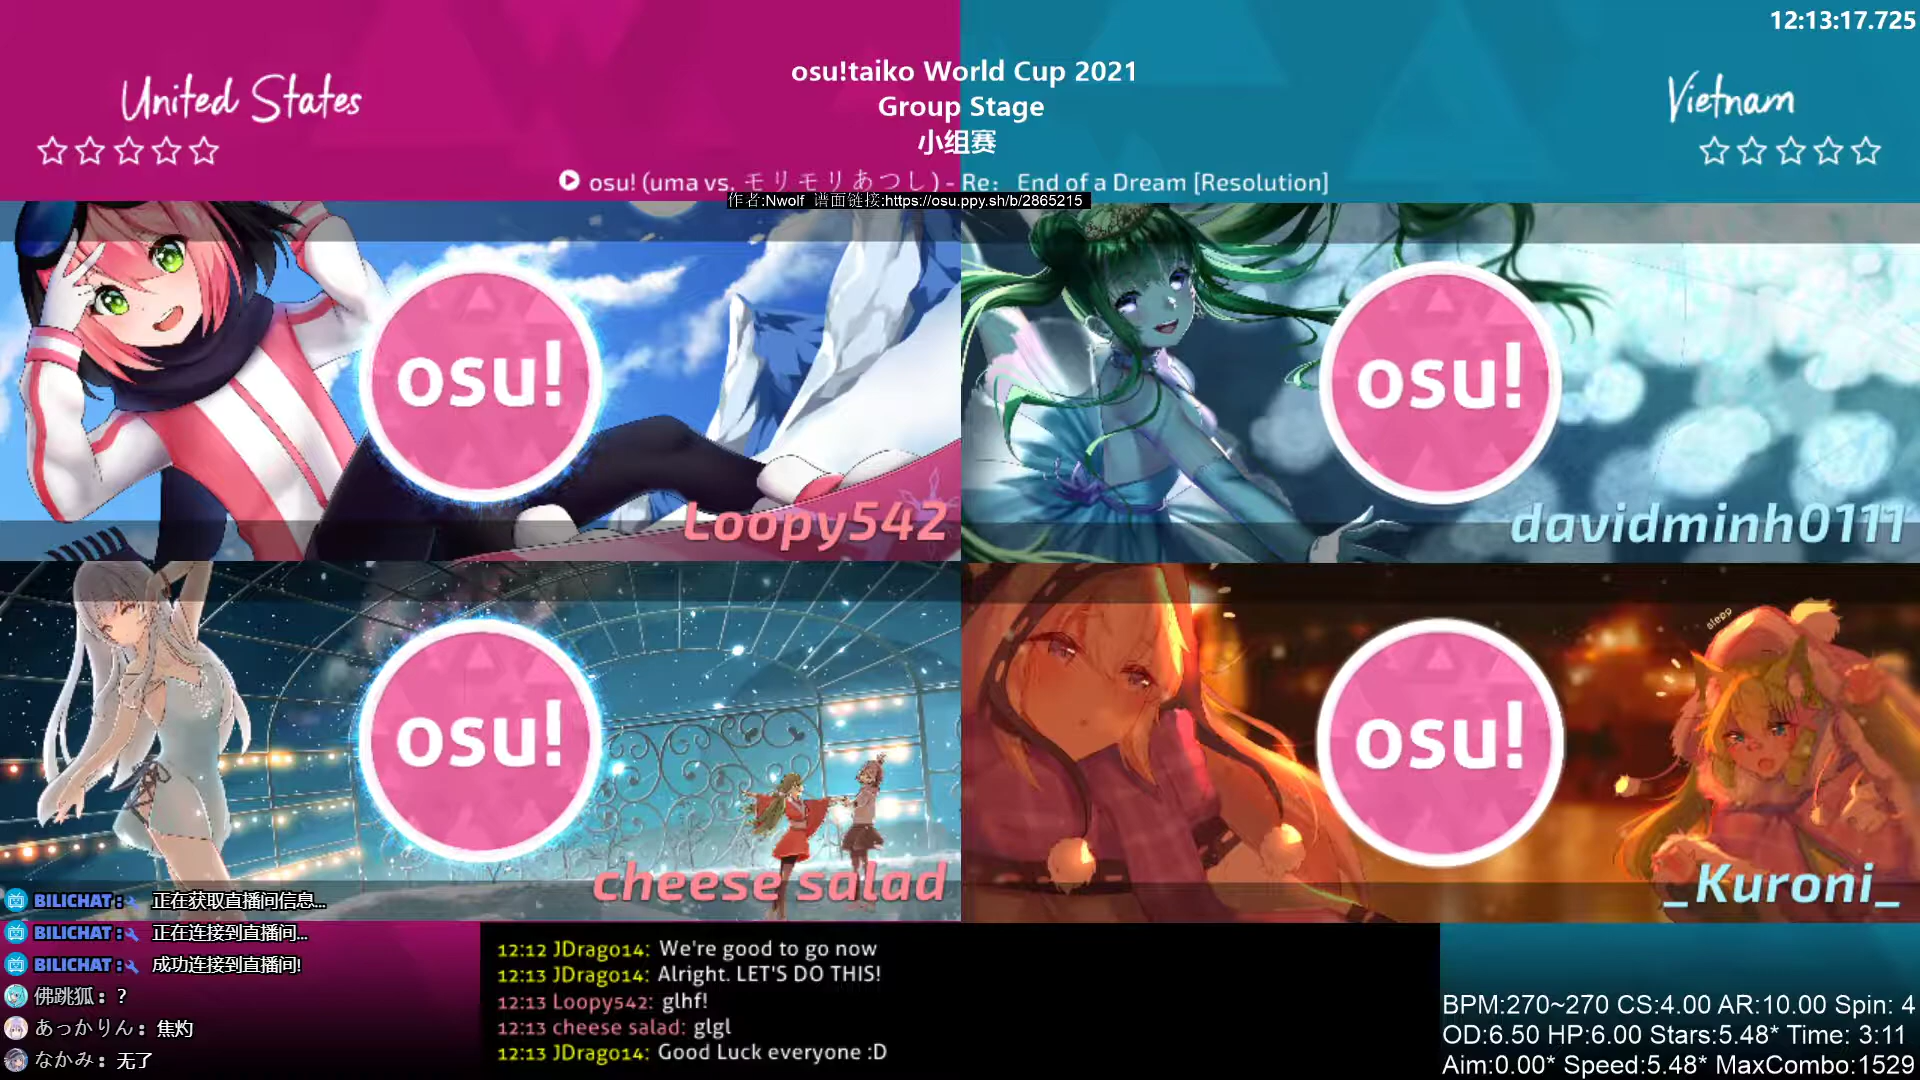 12:13:17.725
United States
osu!taiko World Cup 2021
Group Stage
小组赛
Vietnam
osu! (uma vs. モリモリあつし) - Re： End of a Dream [Resolution]
作者:Nwolf 谱面链接:https://osu.ppy.sh/b/2865215
osu!
Loopy542
osu!
davidminh0111
osu!
cheese salad
slepp
osu!
_Kuroni_
BILICHAT : 正在获取直播间信息...
BILICHAT : 正在连接到直播间...
BILICHAT : 成功连接到直播间!
佛跳狐 : ?
あっかりん : 焦灼
なかみ : 无了
12:12 JDrago14: We're good to go now
12:13 JDrago14: Alright. LET'S DO THIS!
12:13 Loopy542: glhf!
12:13 cheese salad: glgl
12:13 JDrago14: Good Luck everyone :D
BPM:270~270 CS:4.00 AR:10.00 Spin: 4
OD:6.50 HP:6.00 Stars:5.48* Time: 3:11
Aim:0.00* Speed:5.48* MaxCombo:1529